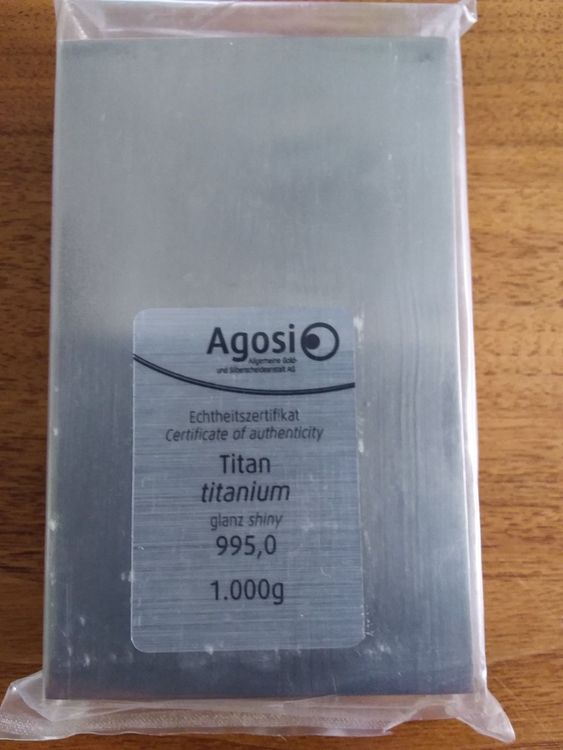 Agosi
Allgemeine Gold-
und Silberscheideanstalt AG
Echtheitszertifikat
Certificate of authenticity
Titan
titanium
glanz shiny
995,0
1.000g